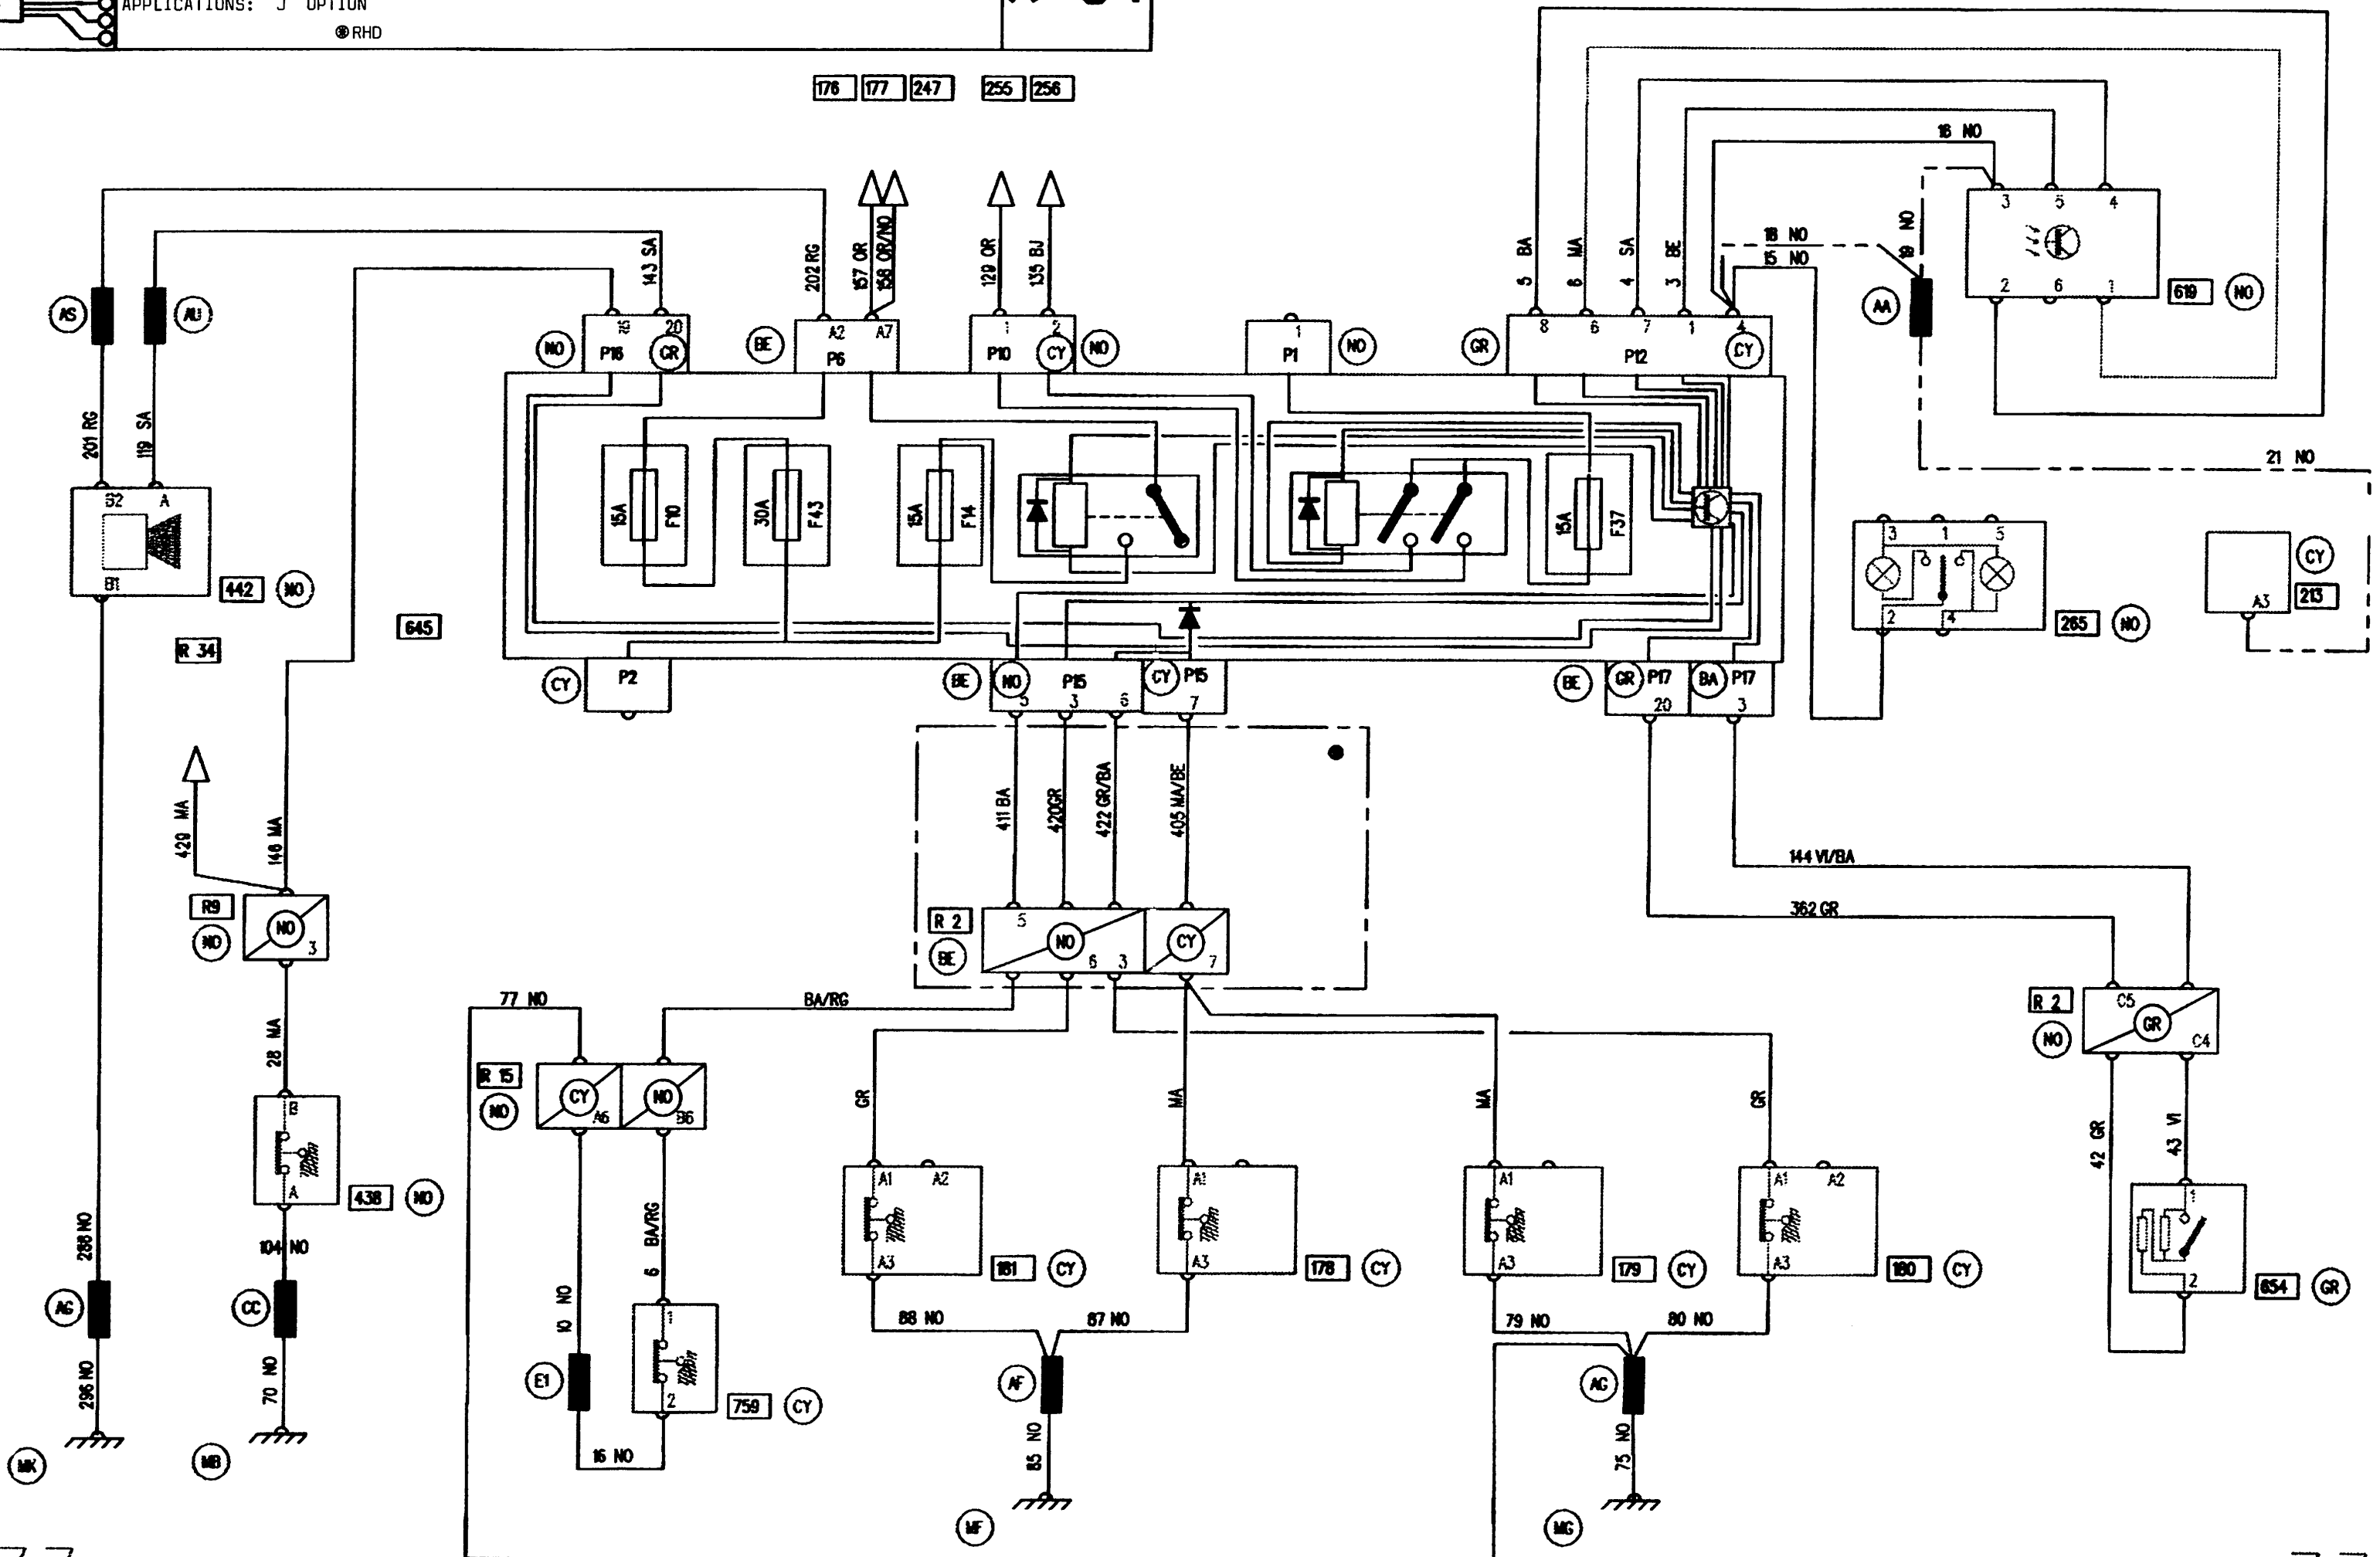 APPLICATIONS: J OPTION
⊛ RHD
176 177 247 255 256
16 NO
18 NO
15 NO
19 NO
21 NO
143 SA
202 RG
157 OR
158 OR/NO
129 OR
135 BJ
5 BA
6 MA
4 SA
3 BE
3 5 4
2 6 1
619 NO
AA
AS
AU
NO 19 20 P16 GR
BE A2 A7 P6
1 2 P10 CY NO
1 P1 NO
GR 8 6 7 1 4 P12 CY
201 RG
119 SA
B2 A
B1
442 NO
R 34
645
15A F10
30A F43
15A F14
15A F37
3 1 5
2 4
265 NO
CY
213
A3
CY P2
BE NO P15 CY P15
5 3 6 7
BE GR P17 BA P17
20 3
429 MA
146 MA
411 BA
420GR
422 GR/BA
405 MA/BE
144 VI/BA
362 GR
R9
NO
NO
3
R 2
BE
5 NO 6 3 CY 7
R 2
NO
C5 GR C4
28 MA
77 NO
BA/RG
R 15
NO
CY A6 NO B6
GR
MA
MA
GR
42 GR
43 VI
B
A
438 NO
288 NO
104 NO
10 NO
6 BA/RG
A1 A2
A3
181 CY
A1
A3
178 CY
A1
A3
179 CY
A1 A2
A3
180 CY
1
2
654 GR
88 NO
87 NO
79 NO
80 NO
AG
CC
E1
1
2
759 CY
AF
AG
296 NO
70 NO
16 NO
85 NO
75 NO
MK
MB
MF
MG